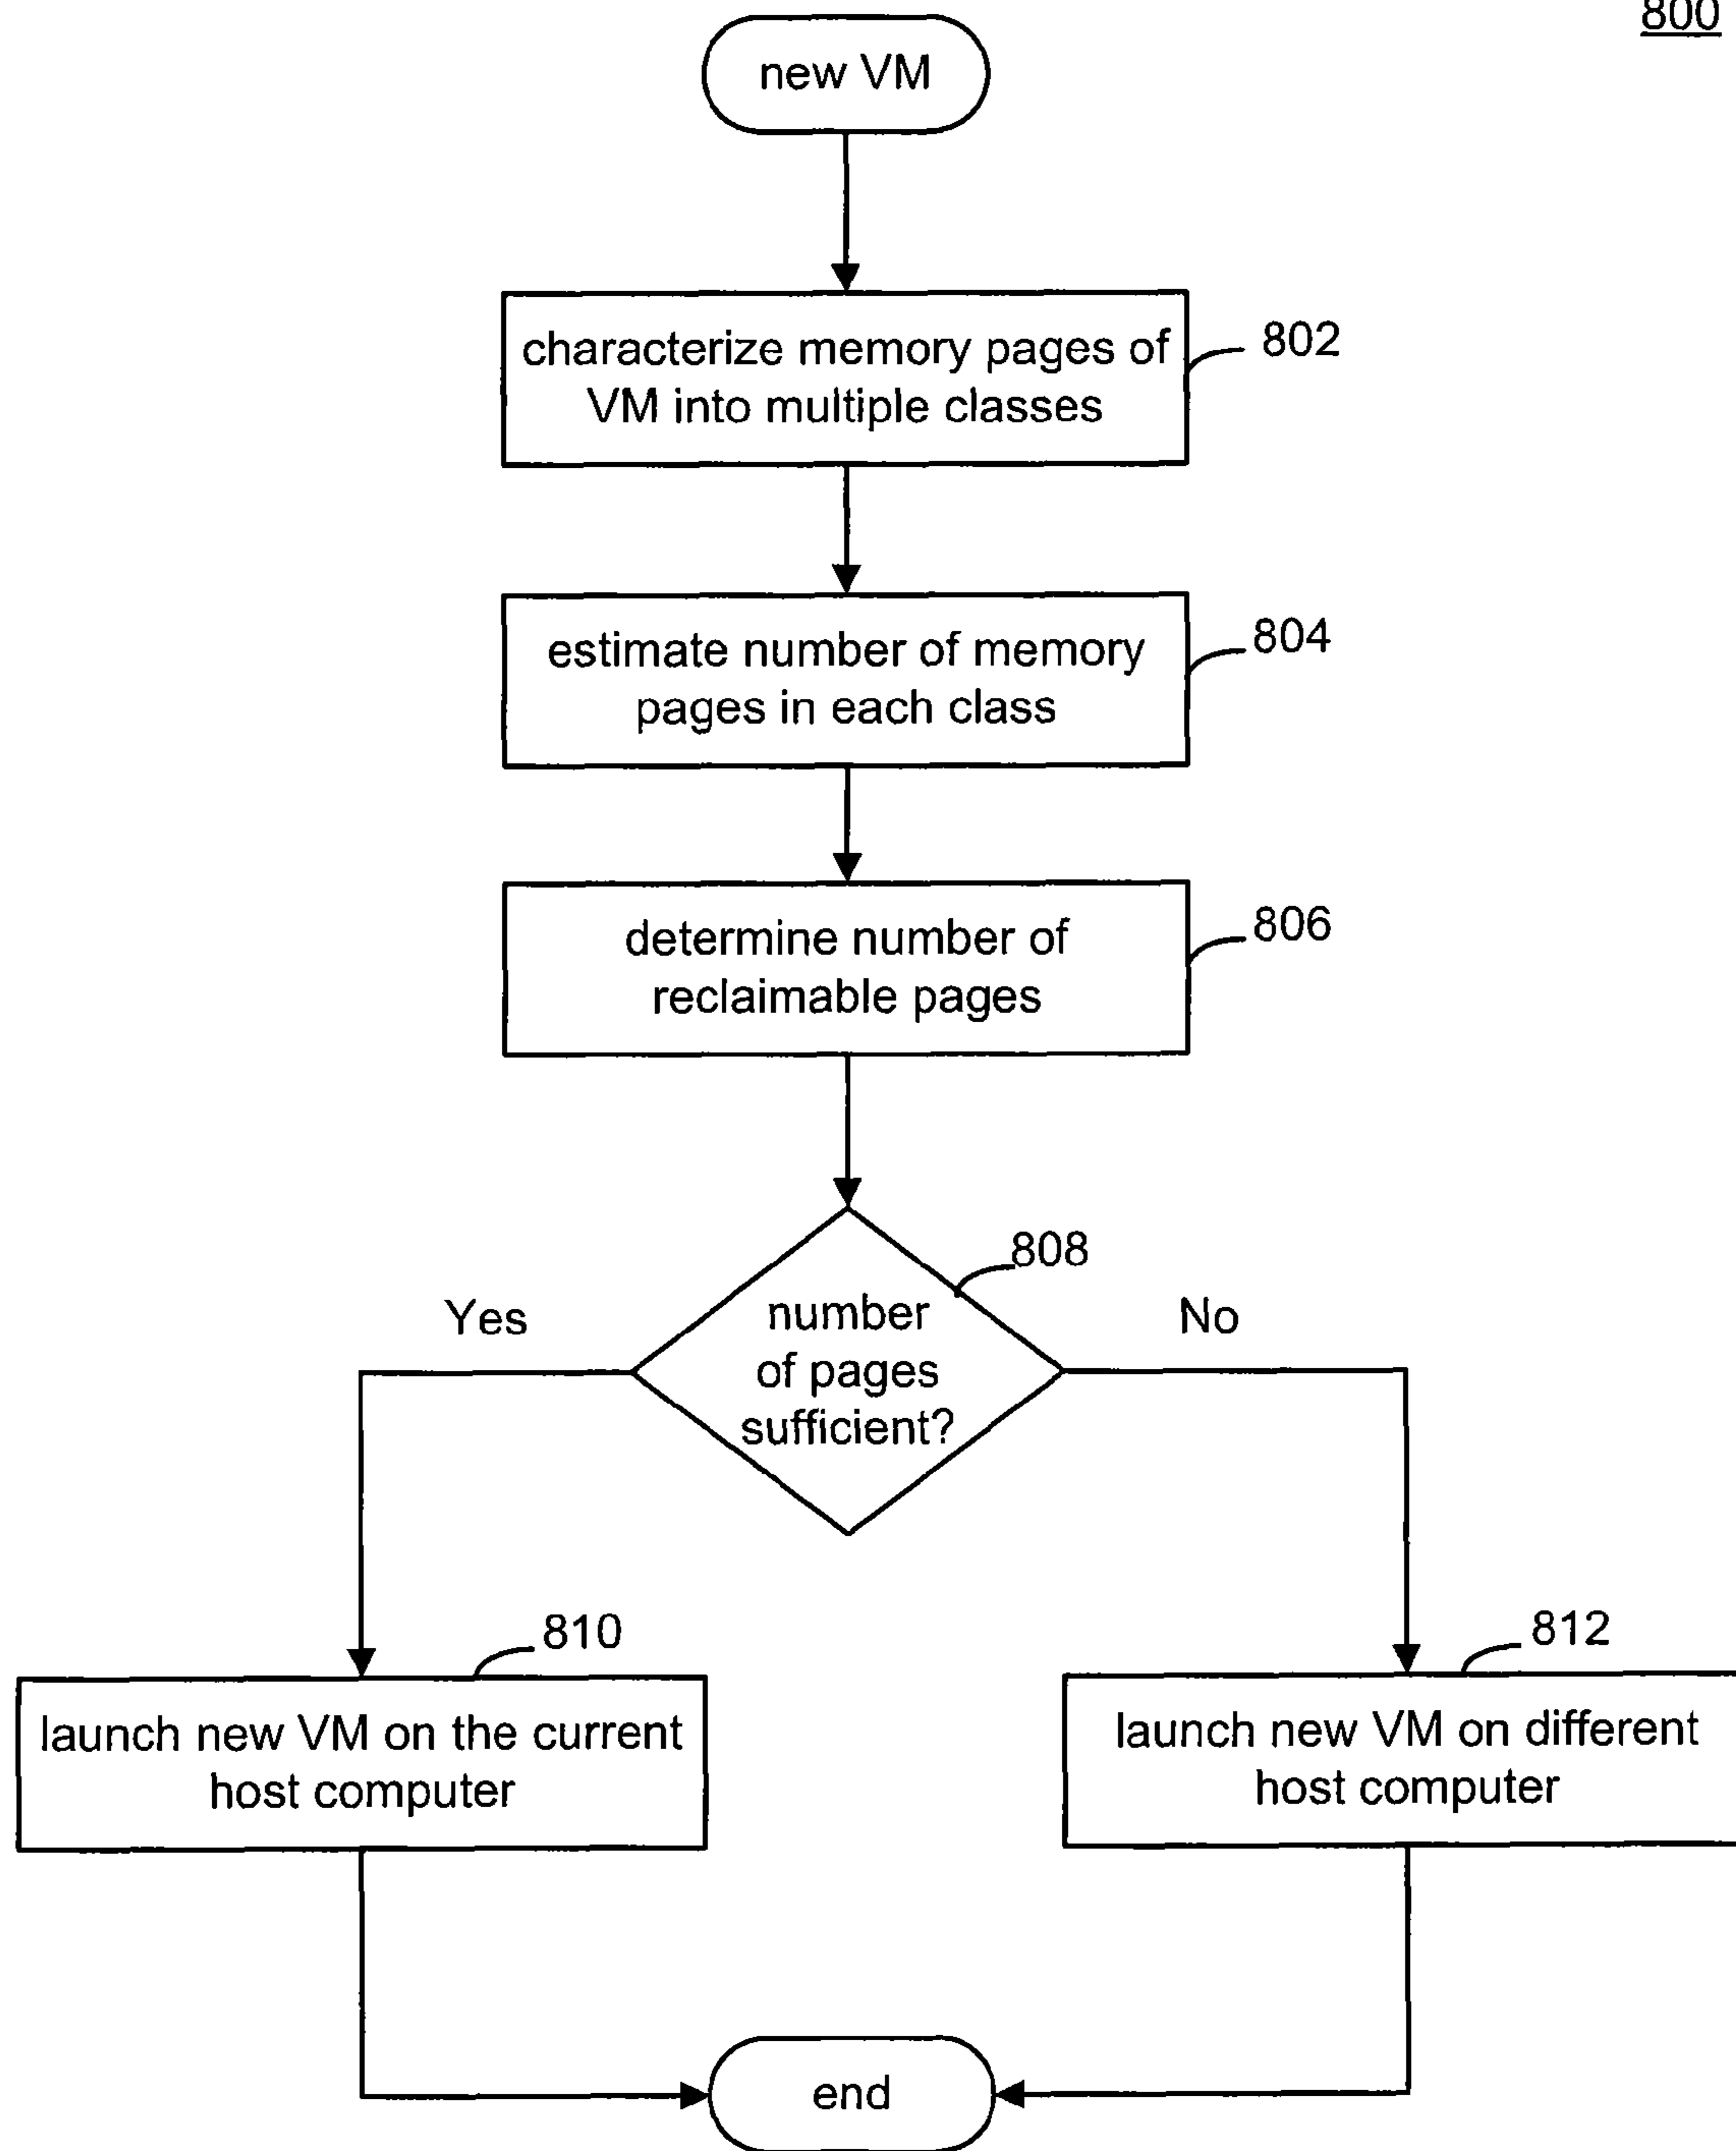 800
new VM
characterize memory pages of
VM into multiple classes
802
estimate number of memory
pages in each class
804
determine number of
reclaimable pages
806
808
number
of pages
sufficient?
Yes
No
810
launch new VM on the current
host computer
812
launch new VM on different
host computer
end